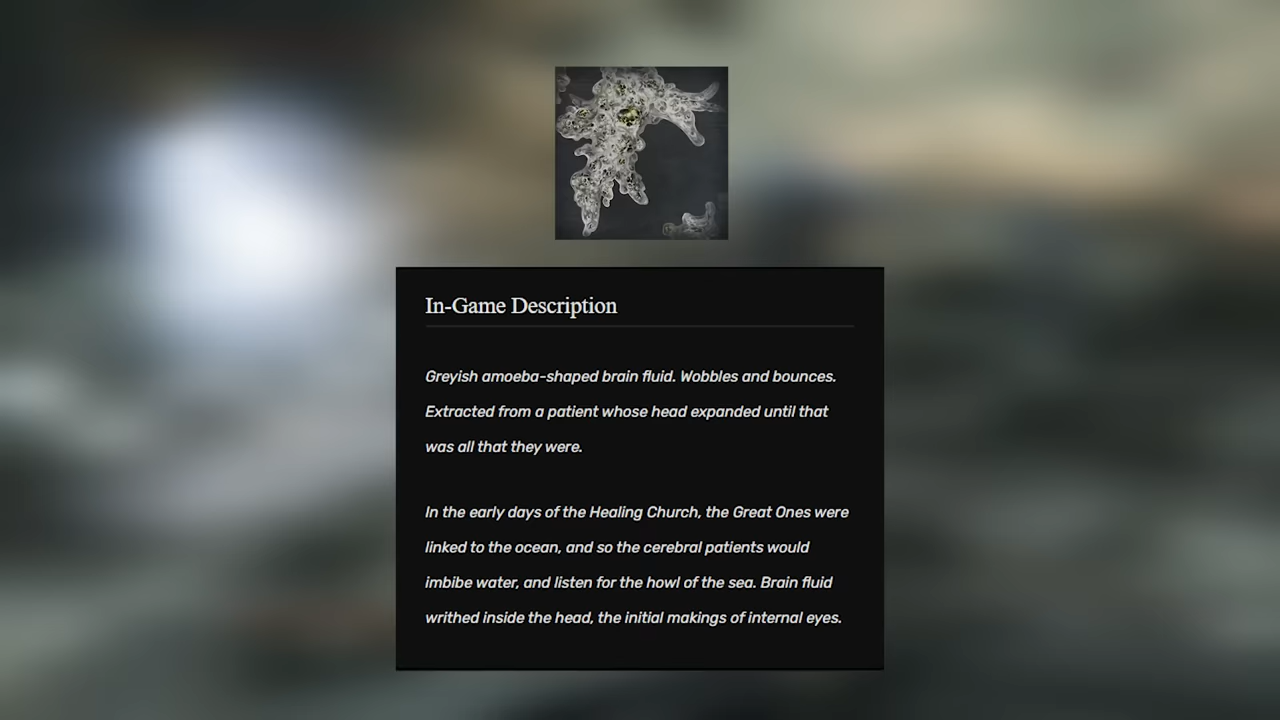 In-Game Description
Greyish amoeba-shaped brain fluid. Wobbles and bounces.
Extracted from a patient whose head expanded until that
was all that they were.
In the early days of the Healing Church, the Great Ones were
linked to the ocean, and so the cerebral patients would
imbibe water, and listen for the howl of the sea. Brain fluid
writhed inside the head, the initial makings of internal eyes.